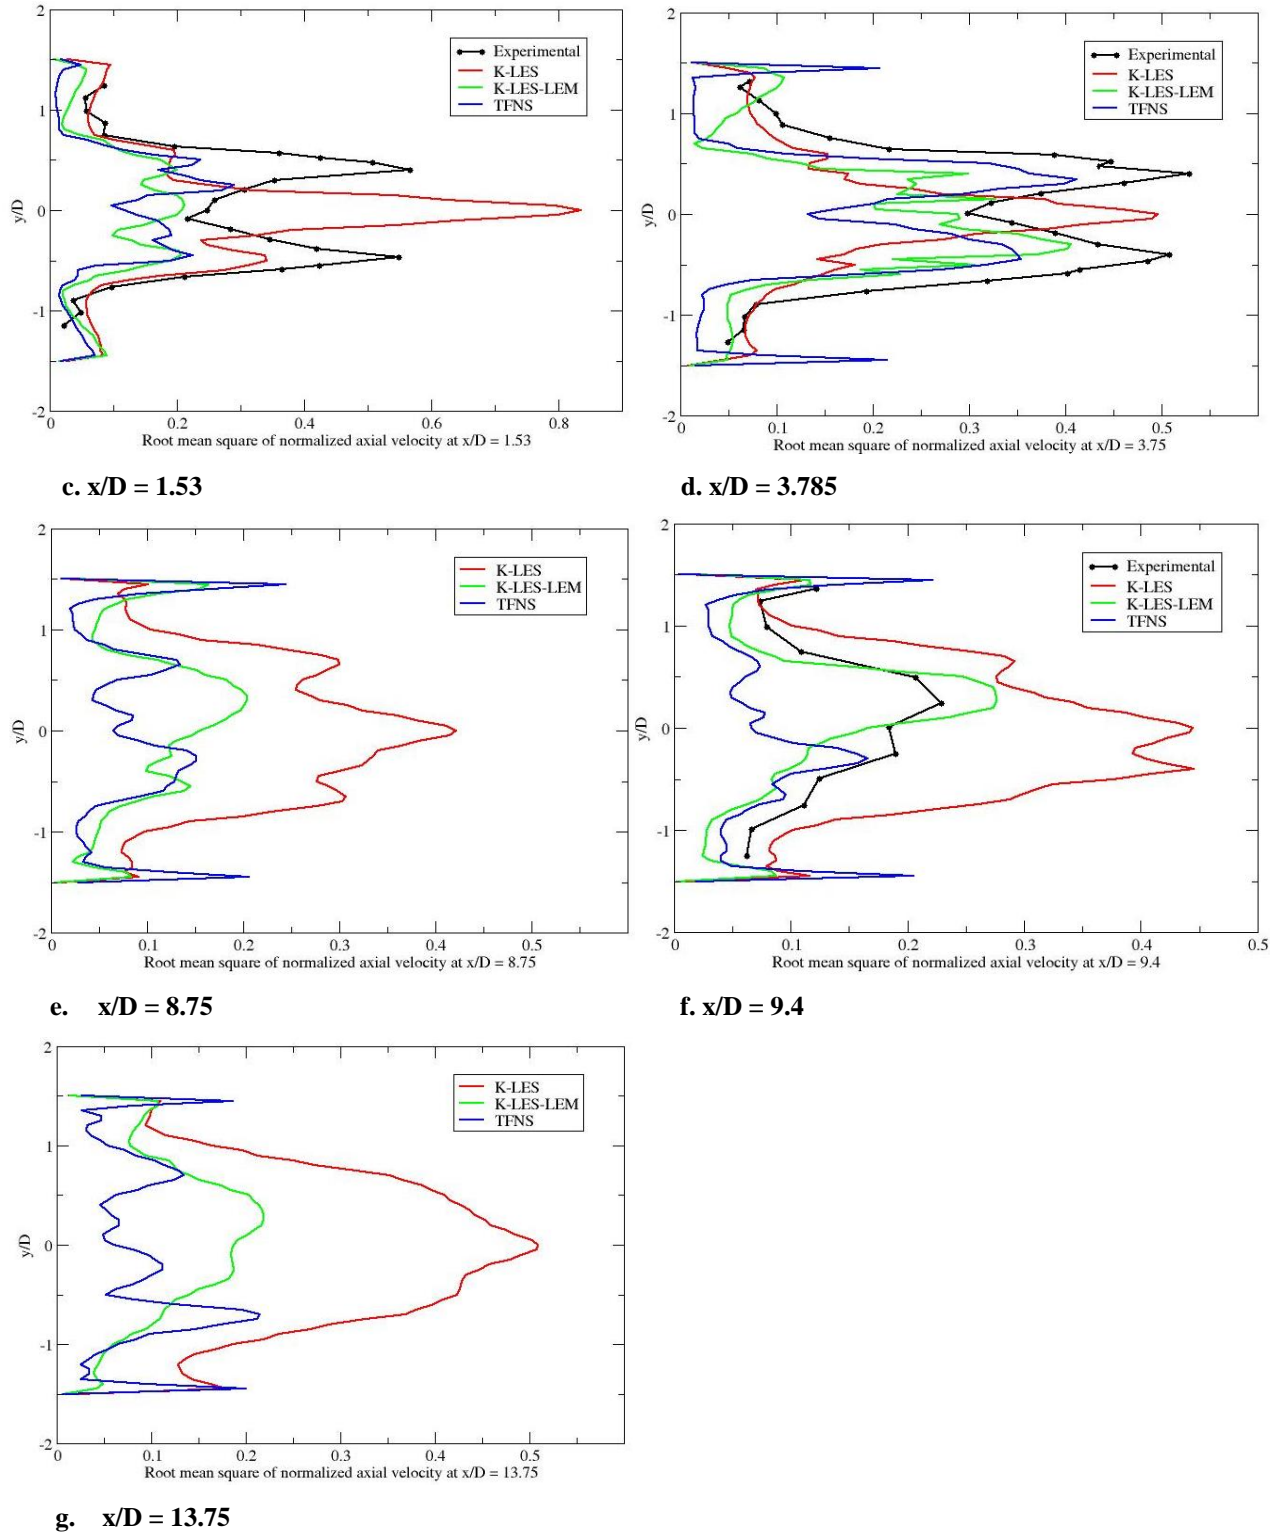 2
1
0
-1
-2
y/D
Experimental
K-LES
K-LES-LEM
TFNS
0
0.2
0.4
0.6
0.8
Root mean square of normalized axial velocity at x/D = 1.53
c. x/D = 1.53
2
1
0
-1
-2
y/D
Experimental
K-LES
K-LES-LEM
TFNS
0
0.1
0.2
0.3
0.4
0.5
Root mean square of normalized axial velocity at x/D = 3.75
d. x/D = 3.785
2
1
0
-1
-2
y/D
K-LES
K-LES-LEM
TFNS
0
0.1
0.2
0.3
0.4
0.5
Root mean square of normalized axial velocity at x/D = 8.75
e. x/D = 8.75
2
1
0
-1
-2
y/D
Experimental
K-LES
K-LES-LEM
TFNS
0
0.1
0.2
0.3
0.4
0.5
Root mean square of normalized axial velocity at x/D = 9.4
f. x/D = 9.4
2
1
0
-1
-2
y/D
K-LES
K-LES-LEM
TFNS
0
0.1
0.2
0.3
0.4
0.5
Root mean square of normalized axial velocity at x/D = 13.75
g. x/D = 13.75